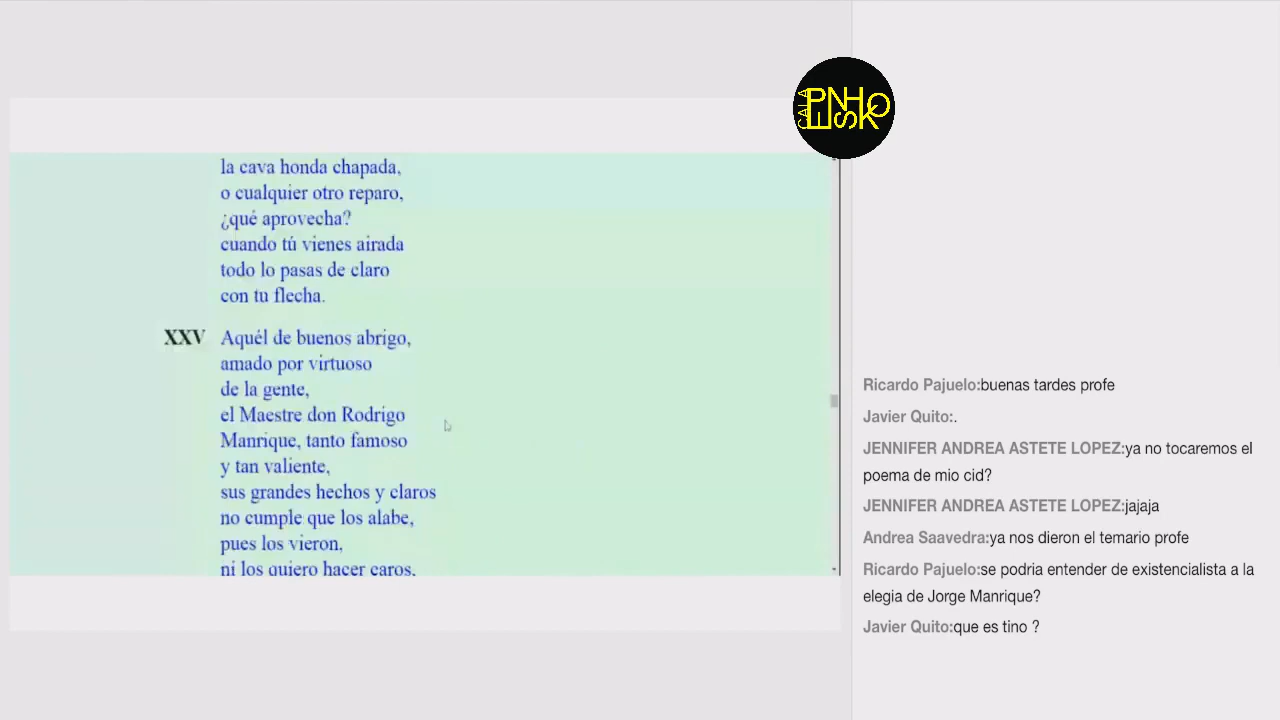 la cava honda chapada,
o cualquier otro reparo,
¿qué aprovecha?
cuando tú vienes airada
todo lo pasas de claro
con tu flecha.
XXV Aquél de buenos abrigo,
amado por virtuoso
de la gente,
el Maestre don Rodrigo
Manrique, tanto famoso
y tan valiente,
sus grandes hechos y claros
no cumple que los alabe,
pues los vieron,
ni los quiero hacer caros,
Ricardo Pajuelo:buenas tardes profe
Javier Quito:.
JENNIFER ANDREA ASTETE LOPEZ:ya no tocaremos el
poema de mio cid?
JENNIFER ANDREA ASTETE LOPEZ:jajaja
Andrea Saavedra:ya nos dieron el temario profe
Ricardo Pajuelo:se podria entender de existencialista a la
elegia de Jorge Manrique?
Javier Quito:que es tino ?